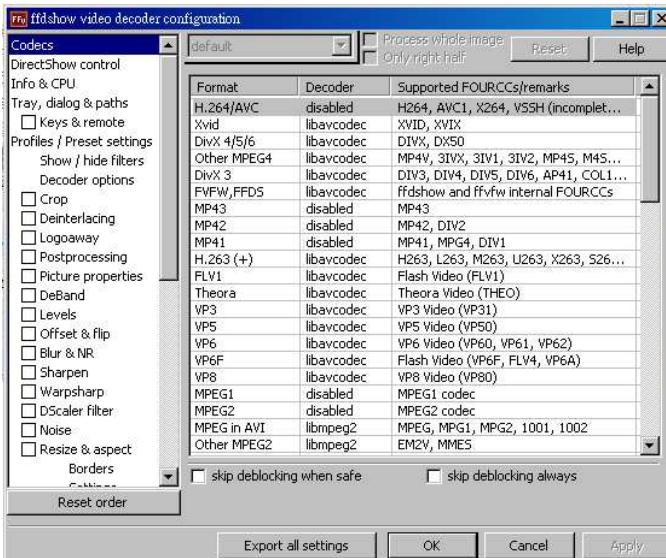 ffdshow video decoder configuration
Codecs
DirectShow control
Info & CPU
Tray, dialog & paths
Keys & remote
Profiles / Preset settings
Show / hide filters
Decoder options
Crop
Deinterlacing
Logoaway
Postprocessing
Picture properties
DeBand
Levels
Offset & flip
Blur & NR
Sharpen
Warpsharp
DScaler filter
Noise
Resize & aspect
Borders
Reset order
default
Process whole image
Only right half
Reset
Help
Format Decoder Supported FOURCCs/remarks
H.264/AVC disabled H264, AVC1, X264, VSSH (incomplet...
Xvid libavcodec XVID, XVIX
DivX 4/5/6 libavcodec DIVX, DX50
Other MPEG4 libavcodec MP4V, 3IVX, 3IV1, 3IV2, MP4S, M4S...
DivX 3 libavcodec DIV3, DIV4, DIV5, DIV6, AP41, COL1...
FVFW,FFDS libavcodec ffdshow and ffvfw internal FOURCCs
MP43 disabled MP43
MP42 disabled MP42, DIV2
MP41 disabled MP41, MPG4, DIV1
H.263 (+) libavcodec H263, L263, M263, U263, X263, S26...
FLV1 libavcodec Flash Video (FLV1)
Theora libavcodec Theora Video (THEO)
VP3 libavcodec VP3 Video (VP31)
VP5 libavcodec VP5 Video (VP50)
VP6 libavcodec VP6 Video (VP60, VP61, VP62)
VP6F libavcodec Flash Video (VP6F, FLV4, VP6A)
VP8 libavcodec VP8 Video (VP80)
MPEG1 disabled MPEG1 codec
MPEG2 disabled MPEG2 codec
MPEG in AVI libmpeg2 MPEG, MPG1, MPG2, 1001, 1002
Other MPEG2 libmpeg2 EM2V, MMES
skip deblocking when safe
skip deblocking always
Export all settings
OK
Cancel
Apply